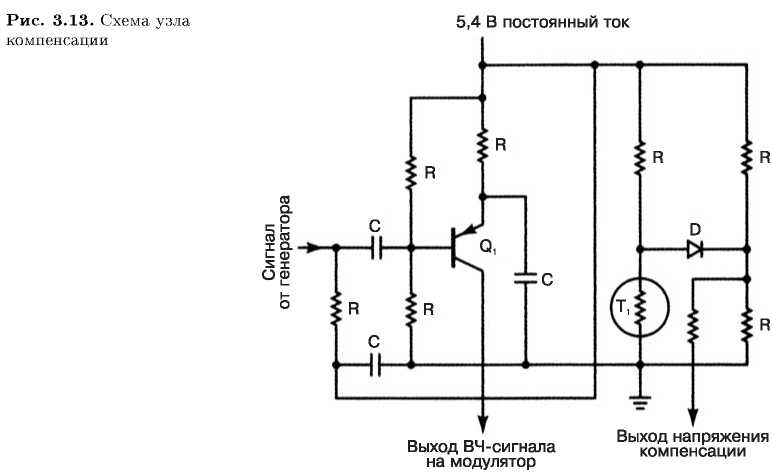 Рис. 3.13. Схема узла
компенсации
5,4 В постоянный ток
R
R
R
R
C
D
Q₁
Сигнал
от генератора
C
T₁
R
R
R
C
Выход ВЧ-сигнала
на модулятор
Выход напряжения
компенсации